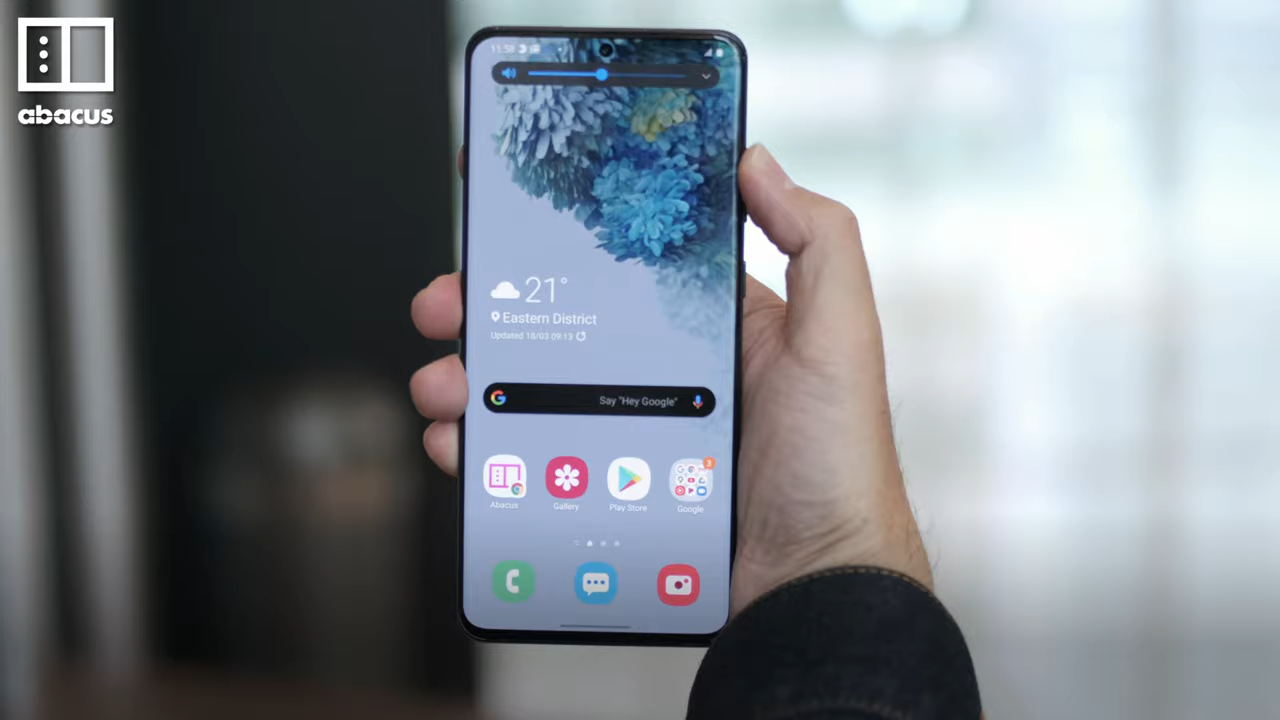 abacus
11:58
21°
Eastern District
Updated 18/03 09:13
Say "Hey Google"
3
Abacus
Gallery
Play Store
Google